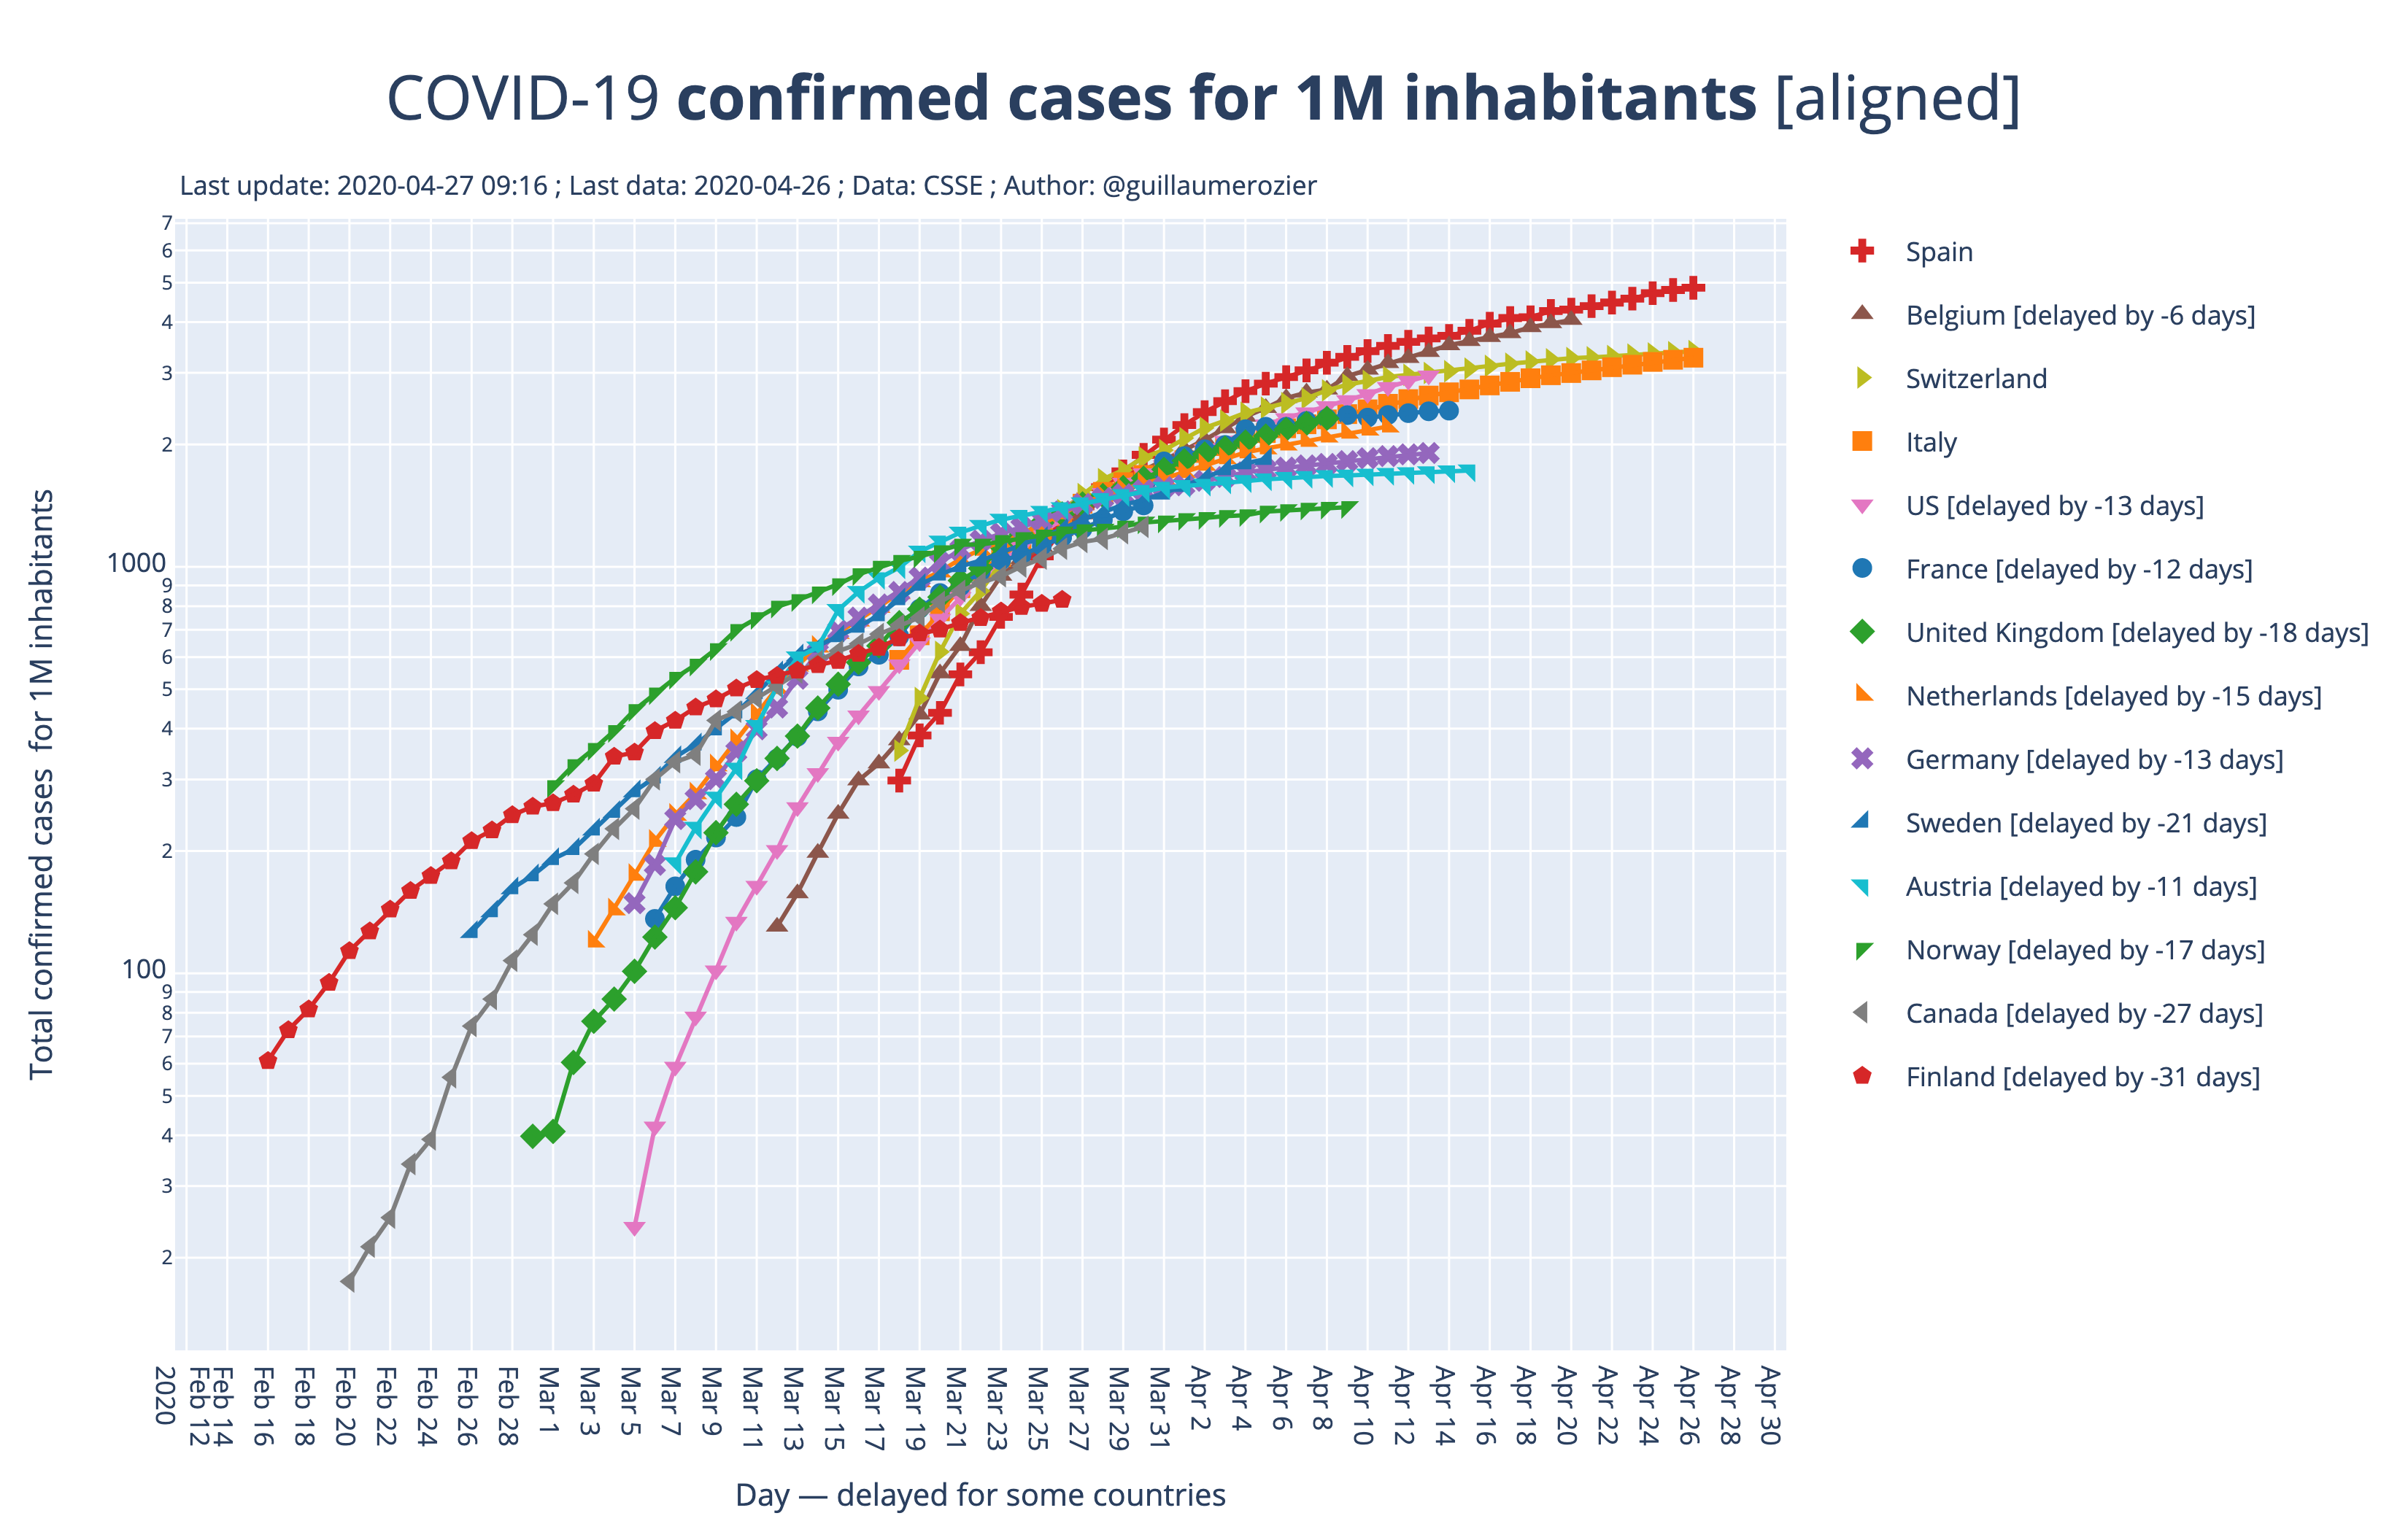 COVID-19 confirmed cases for 1M inhabitants [aligned]
Last update: 2020-04-27 09:16 ; Last data: 2020-04-26 ; Data: CSSE ; Author: @guillaumerozier
Total confirmed cases  for 1M inhabitants
7
6
5
4
3
2
1000
9
8
7
6
5
4
3
2
100
9
8
7
6
5
4
3
2
Feb 12
2020
Feb 14
Feb 16
Feb 18
Feb 20
Feb 22
Feb 24
Feb 26
Feb 28
Mar 1
Mar 3
Mar 5
Mar 7
Mar 9
Mar 11
Mar 13
Mar 15
Mar 17
Mar 19
Mar 21
Mar 23
Mar 25
Mar 27
Mar 29
Mar 31
Apr 2
Apr 4
Apr 6
Apr 8
Apr 10
Apr 12
Apr 14
Apr 16
Apr 18
Apr 20
Apr 22
Apr 24
Apr 26
Apr 28
Apr 30
Day — delayed for some countries
Spain
Belgium [delayed by -6 days]
Switzerland
Italy
US [delayed by -13 days]
France [delayed by -12 days]
United Kingdom [delayed by -18 days]
Netherlands [delayed by -15 days]
Germany [delayed by -13 days]
Sweden [delayed by -21 days]
Austria [delayed by -11 days]
Norway [delayed by -17 days]
Canada [delayed by -27 days]
Finland [delayed by -31 days]